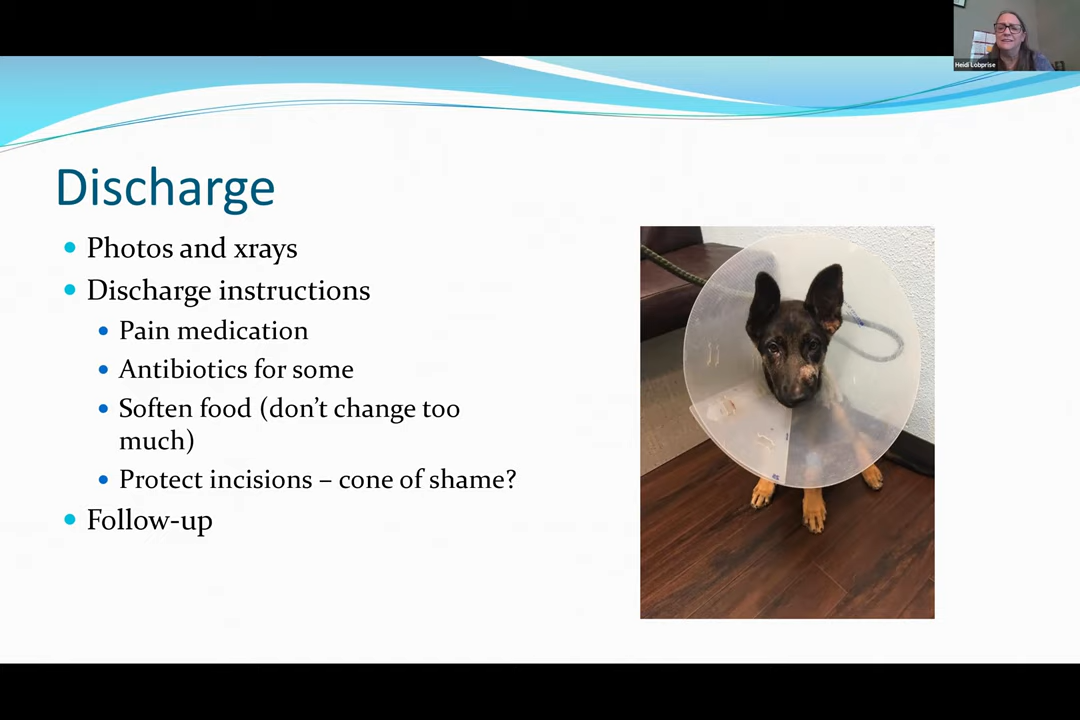 Heidi Lobprise
Discharge
Photos and xrays
Discharge instructions
Pain medication
Antibiotics for some
Soften food (don't change too
much)
Protect incisions – cone of shame?
Follow-up